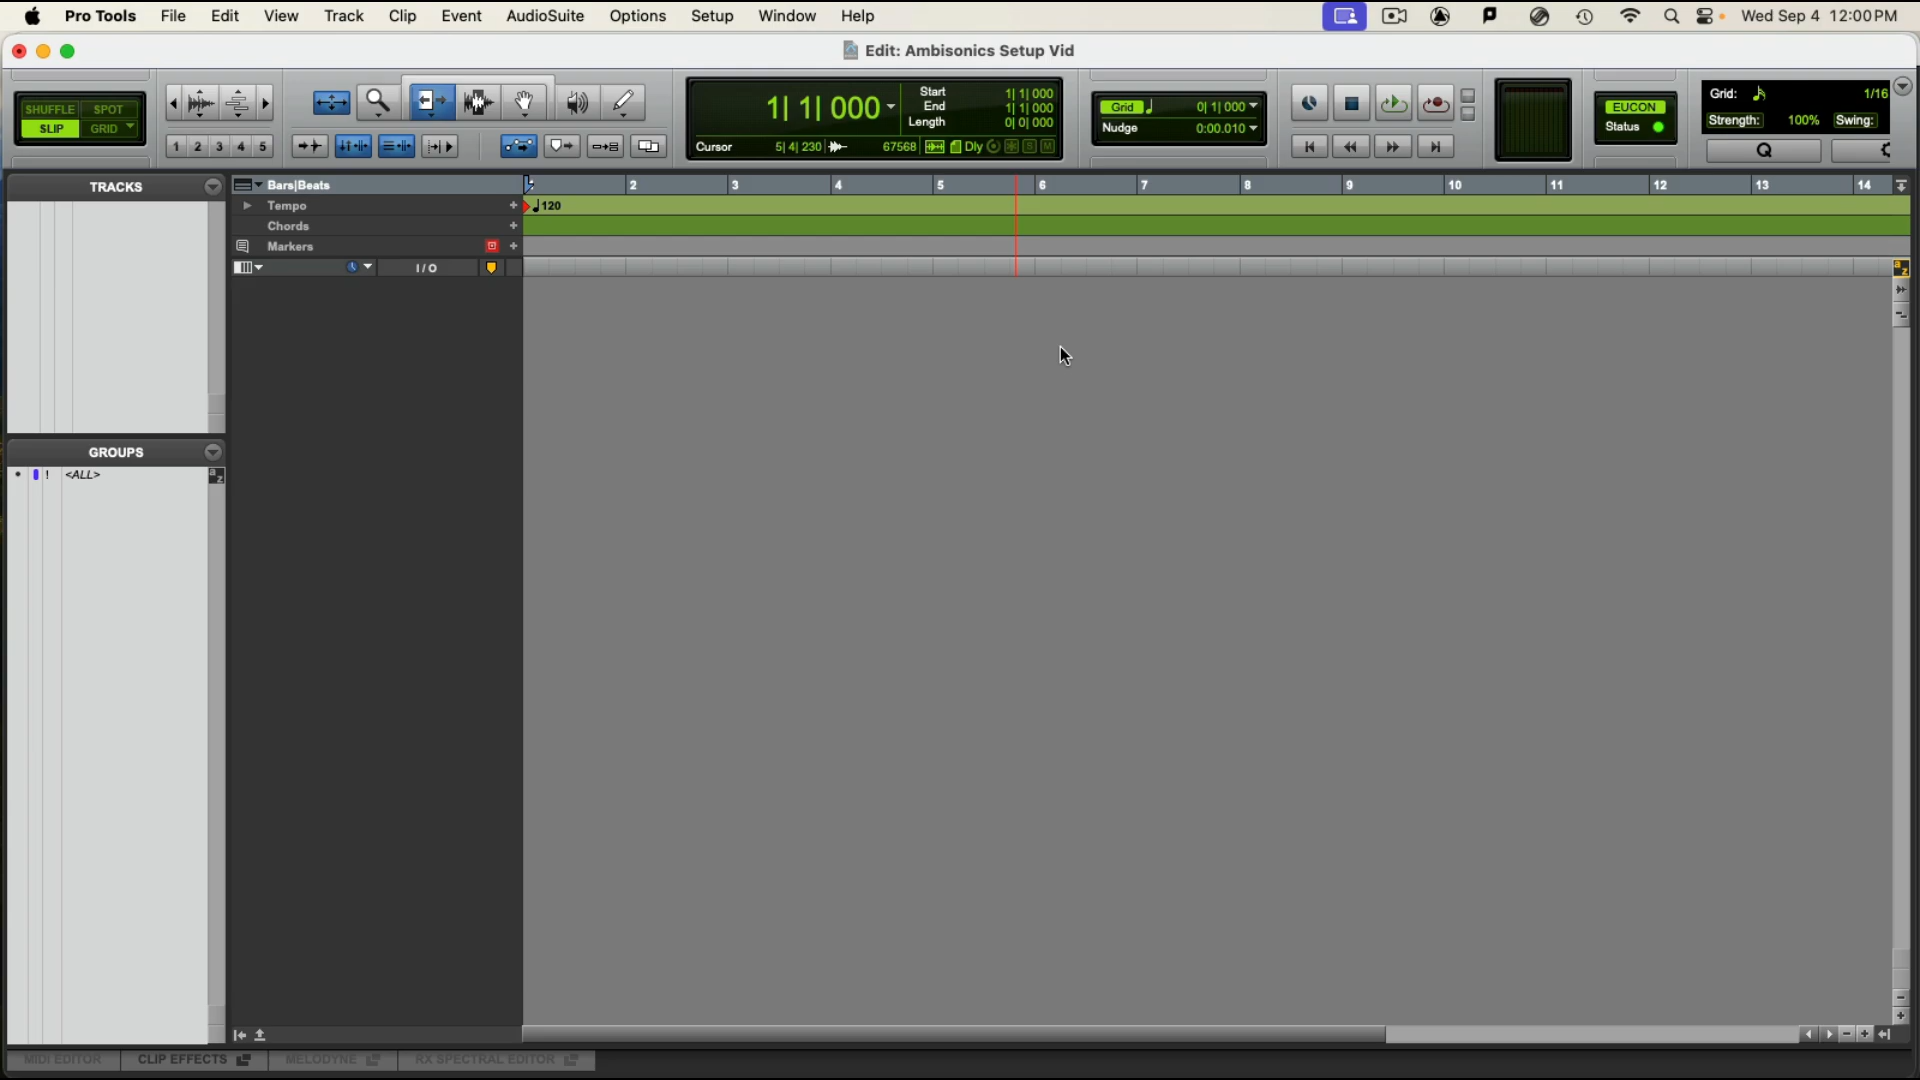 Pro Tools File Edit View Track Clip Event AudioSuite Options Setup Window Help Wed Sep 4 12:00 PM
Edit: Ambisonics Setup Vid
SHUFFLE SPOT
SLIP GRID
1 2 3 4 5
1| 1| 000
Start 1| 1| 000
End 1| 1| 000
Length 0| 0| 000
Cursor 5| 4| 230 67568 Dly S M
Grid 0| 1| 000
Nudge 0:00.010
EUCON
Status
Grid: 1/16
Strength: 100% Swing:
Q
TRACKS
Bars|Beats 2 3 4 5 6 7 8 9 10 11 12 13 14
Tempo + 120
Chords +
Markers +
I/O
a z
GROUPS
! <ALL>
a z
MIDI EDITOR CLIP EFFECTS MELODYNE RX SPECTRAL EDITOR